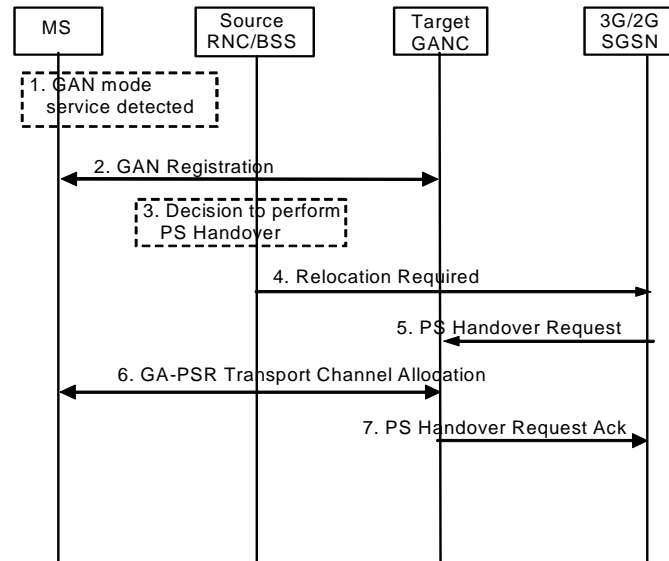 MS
Source
RNC/BSS
Target
GANC
3G/2G
SGSN
1. GAN mode
service detected
2. GAN Registration
3. Decision to perform
PS Handover
4. Relocation Required
5. PS Handover Request
6. GA-PSR Transport Channel Allocation
7. PS Handover Request Ack